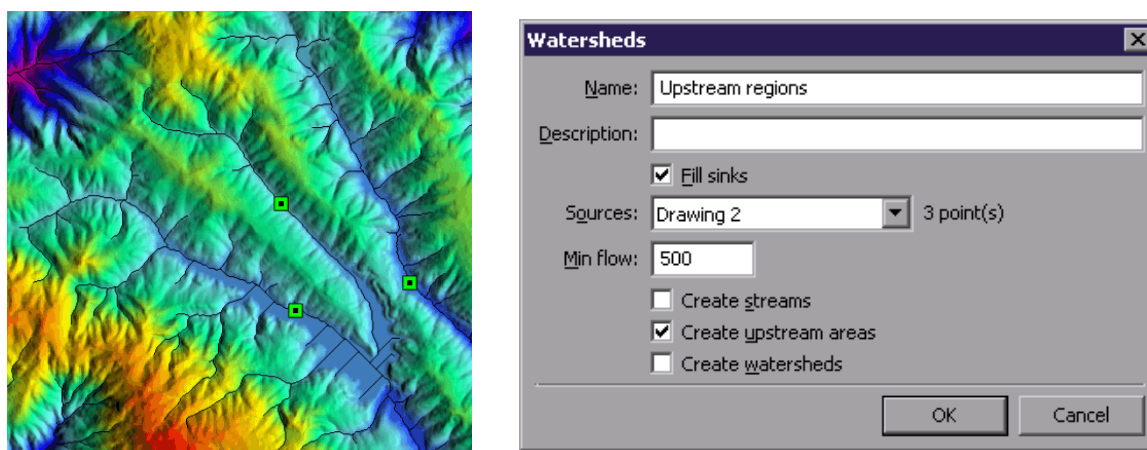 Watersheds
Name: Upstream regions
Description:
Fill sinks
Sources: Drawing 2 3 point(s)
Min flow: 500
Create streams
Create upstream areas
Create watersheds
OK Cancel